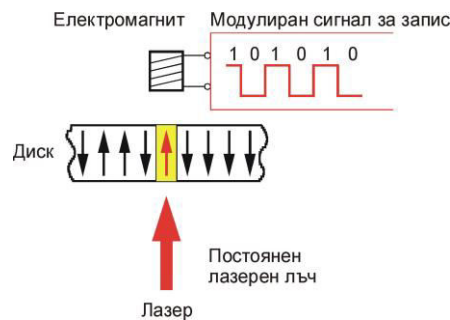 Електромагнит Модулиран сигнал за запис
1 0 1 0 1 0
Диск
Постоянен
лазерен лъч
Лазер